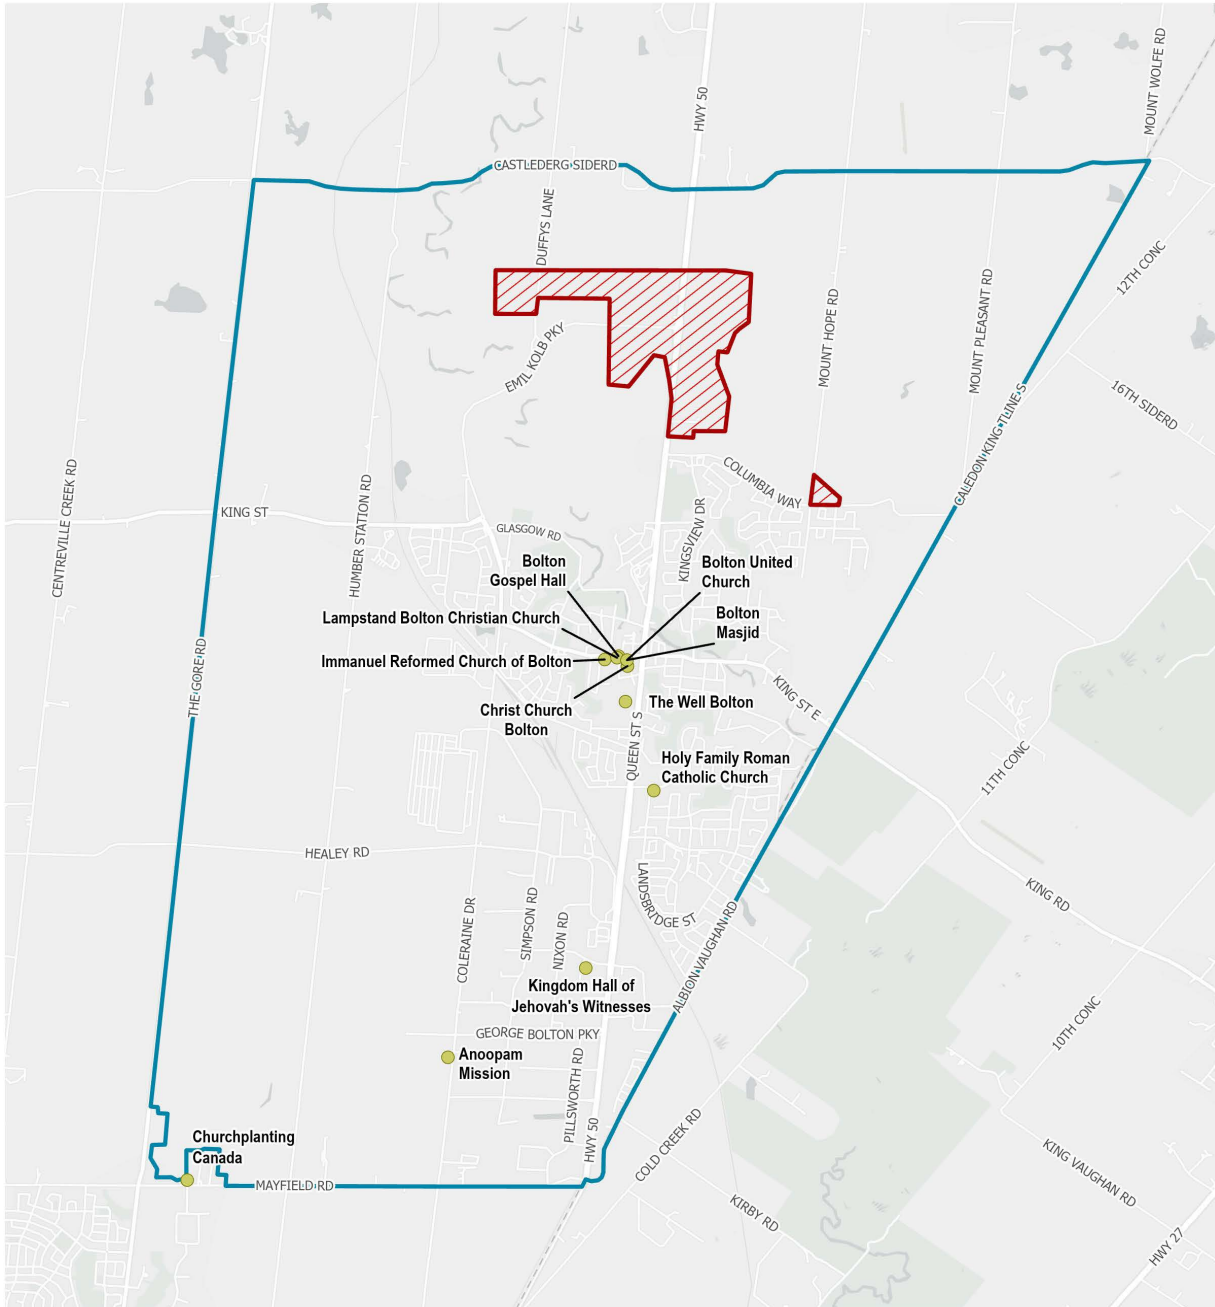 MOUNT WOLFE RD
HWY 50
CASTLEDERG SIDERD
DUFFYS LANE
12TH CONC
MOUNT HOPE RD
MOUNT PLEASANT RD
EMIL KOLB PKY
16TH SIDERD
CALEDON KING TLINE S
COLUMBIA WAY
CENTREVILLE CREEK RD
KING ST
HUMBER STATION RD
GLASGOW RD
KINGSVIEW DR
Bolton
Gospel Hall
Bolton United
Church
Lampstand Bolton Christian Church
Bolton
Masjid
Immanuel Reformed Church of Bolton
THE GORE RD
Christ Church
Bolton
The Well Bolton
KING ST E
QUEEN ST S
Holy Family Roman
Catholic Church
11TH CONC
HEALEY RD
LANDSBRIDGE ST
KING RD
COLERAINE DR
SIMPSON RD
NIXON RD
ALBION VAUGHAN RD
Kingdom Hall of
Jehovah's Witnesses
10TH CONC
GEORGE BOLTON PKY
Anoopam
Mission
PILLSWORTH RD
HWY 50
COLD CREEK RD
Churchplanting
Canada
MAYFIELD RD
KING VAUGHAN RD
KIRBY RD
HWY 27